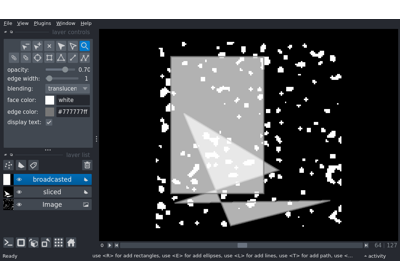 File View Plugins Window Help
layer controls
opacity: 0.70
edge width: 1
blending: translucen
face color: white
edge color: #777777ff
display text:
layer list
broadcasted
sliced
Image
64 127
Ready use <R> for add rectangles, use <E> for add ellipses, use <L> for add lines, use <T> for add path, use <... activity